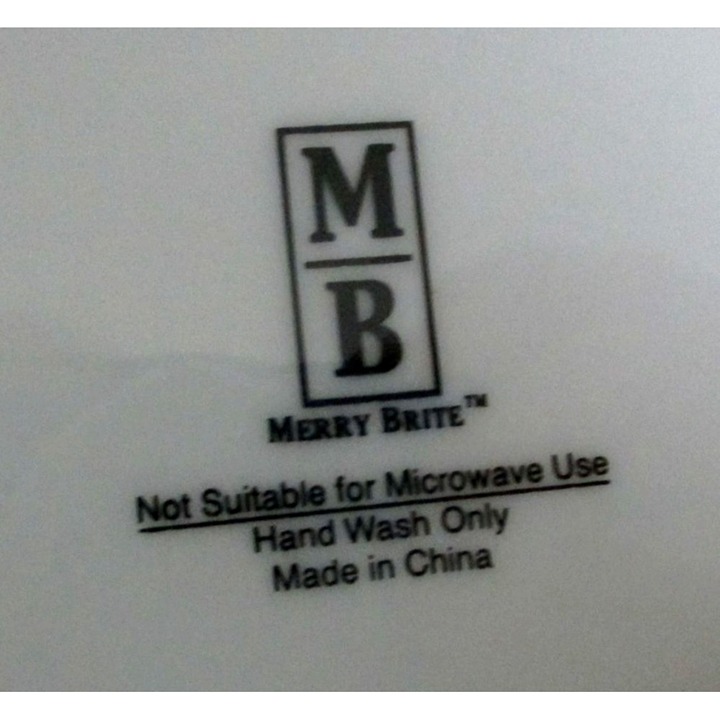 M
B
MERRY BRITE™
Not Suitable for Microwave Use
Hand Wash Only
Made in China